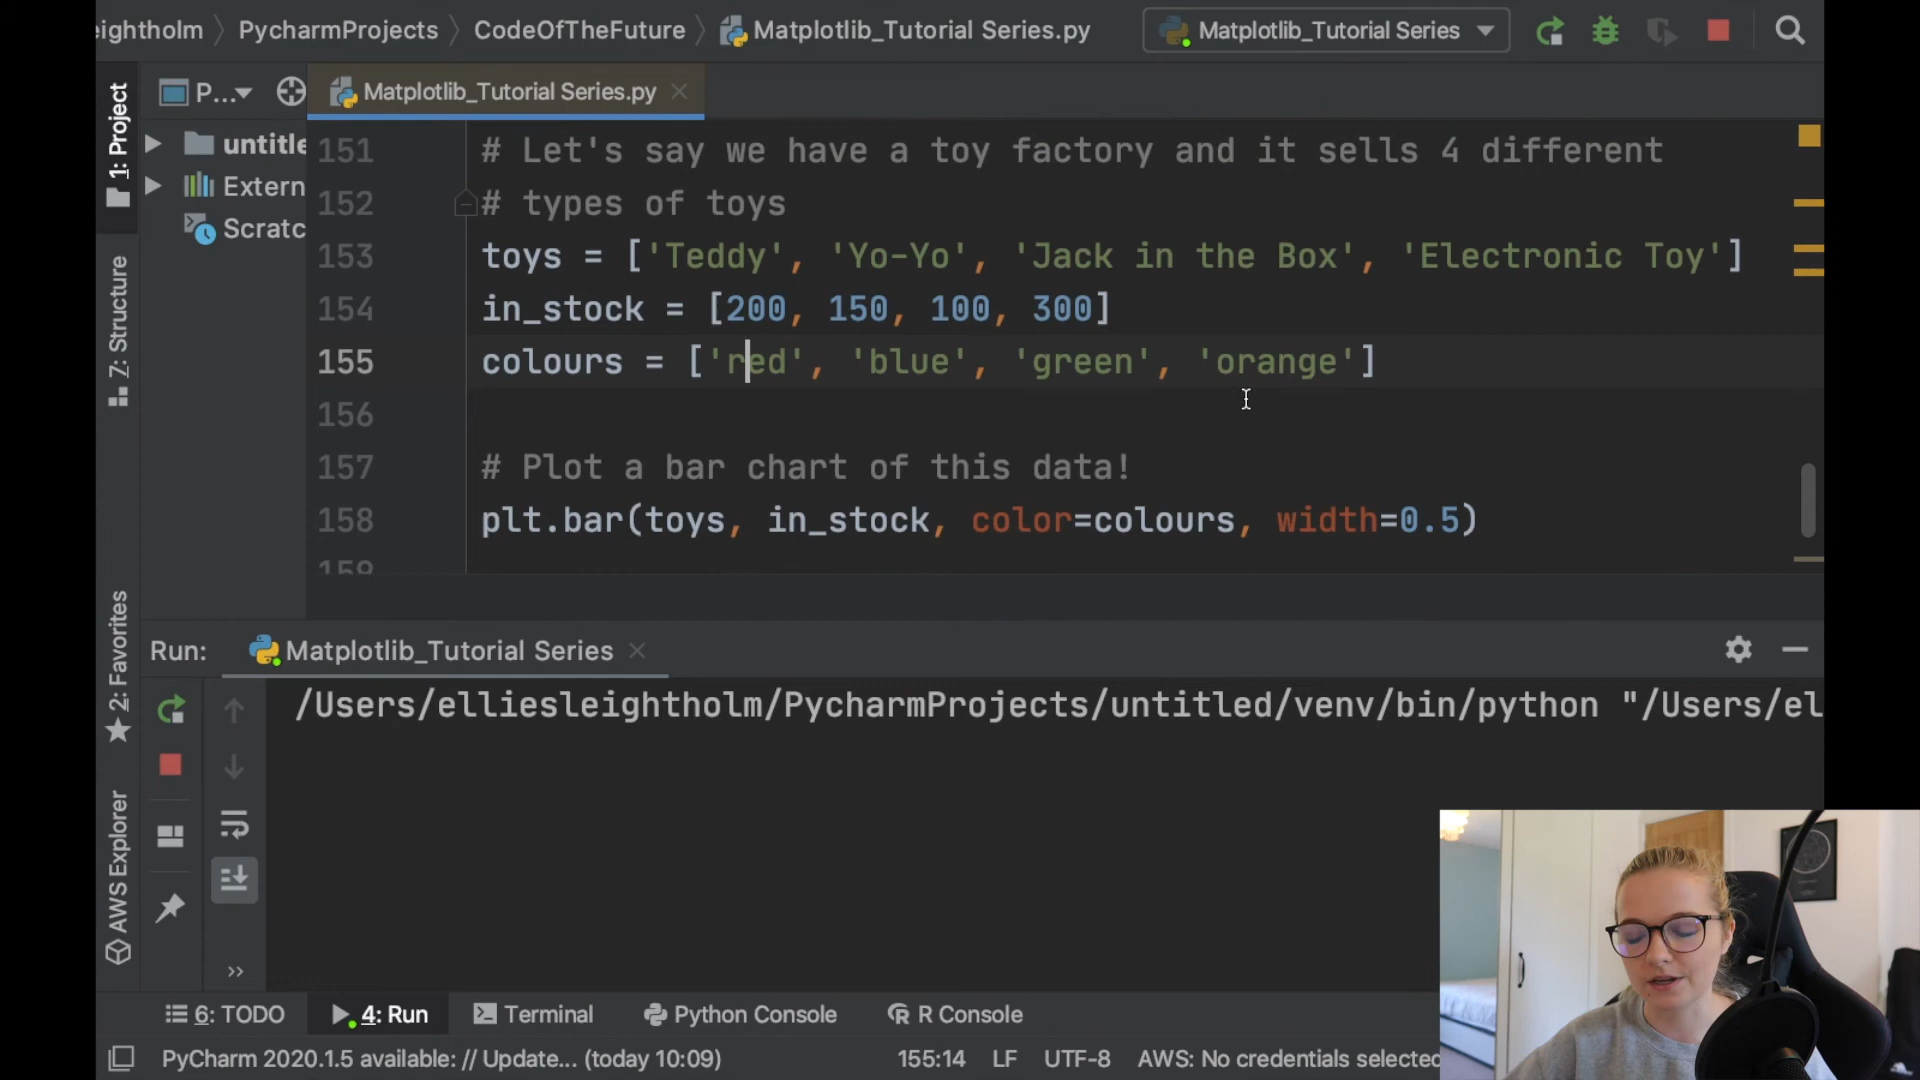 ightholm
PycharmProjects
CodeOfTheFuture
Matplotlib_Tutorial Series.py
Matplotlib_Tutorial Series
1: Project
P...
Matplotlib_Tutorial Series.py
untitle
Extern
Scratc
151 # Let's say we have a toy factory and it sells 4 different
152 # types of toys
153 toys = ['Teddy', 'Yo-Yo', 'Jack in the Box', 'Electronic Toy']
154 in_stock = [200, 150, 100, 300]
155 colours = ['red', 'blue', 'green', 'orange']
156
157 # Plot a bar chart of this data!
158 plt.bar(toys, in_stock, color=colours, width=0.5)
159
Z: Structure
2: Favorites
AWS Explorer
Run: Matplotlib_Tutorial Series
/Users/elliesleightholm/PycharmProjects/untitled/venv/bin/python "/Users/el
6: TODO
4: Run
Terminal
Python Console
R Console
PyCharm 2020.1.5 available: // Update... (today 10:09)
155:14
LF
UTF-8
AWS: No credentials selected